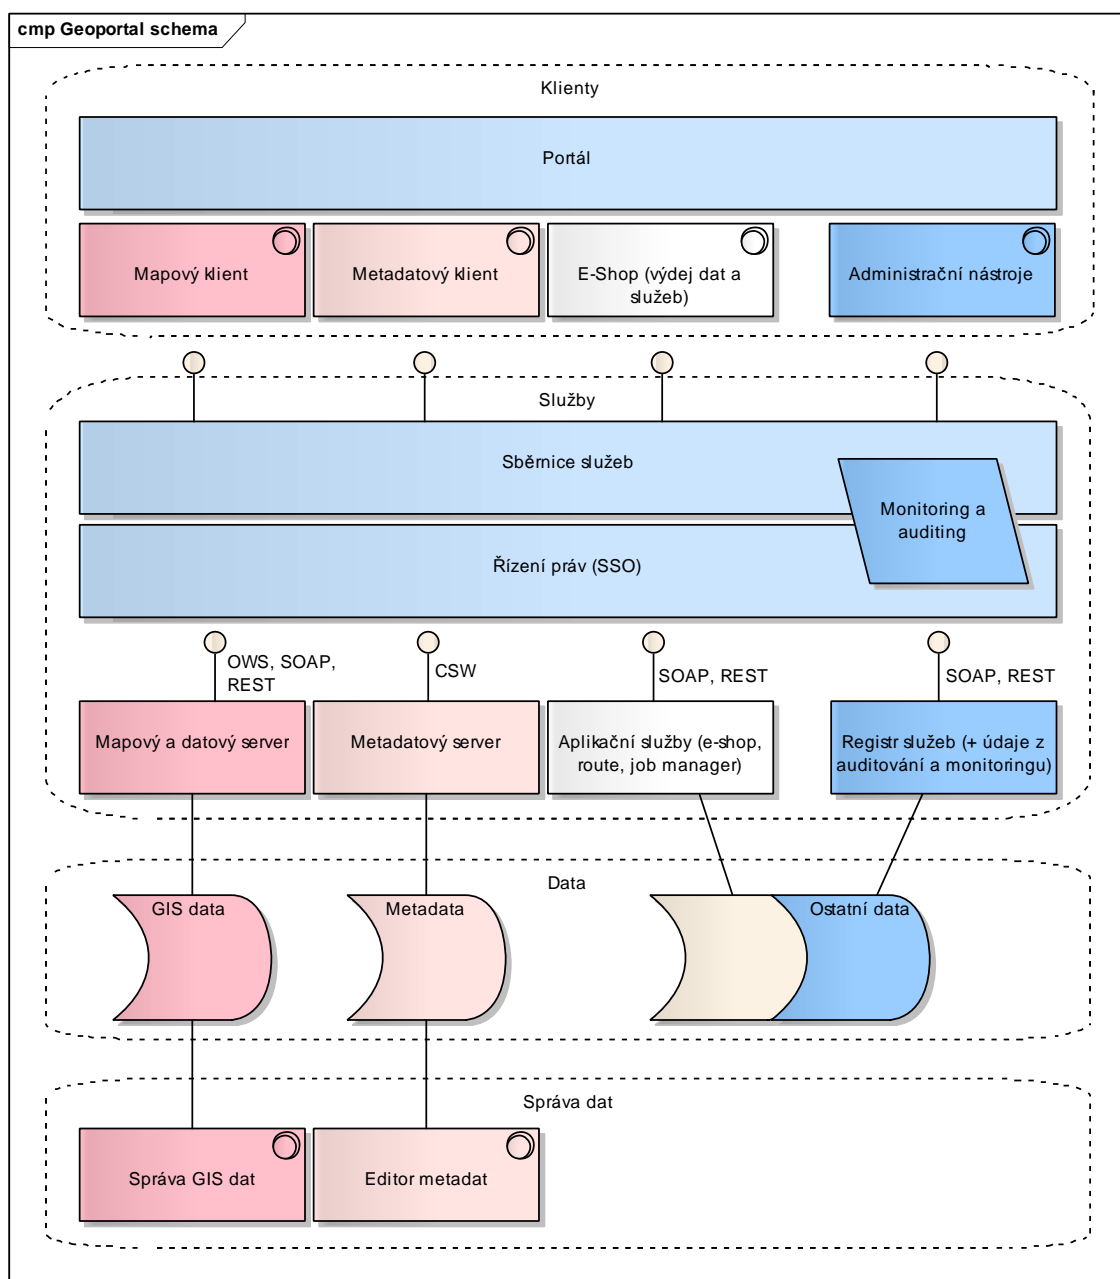 cmp Geoportal schema
Klienty
Portál
Mapový klient
Metadatový klient
E-Shop (výdej dat a
služeb)
Administrační nástroje
Služby
Sběrnice služeb
Monitoring a
auditing
Řízení práv (SSO)
OWS, SOAP,
REST
CSW
SOAP, REST
SOAP, REST
Mapový a datový server
Metadatový server
Aplikační služby (e-shop,
route, job manager)
Registr služeb (+ údaje z
auditování a monitoringu)
Data
GIS data
Metadata
Ostatní data
Správa dat
Správa GIS dat
Editor metadat